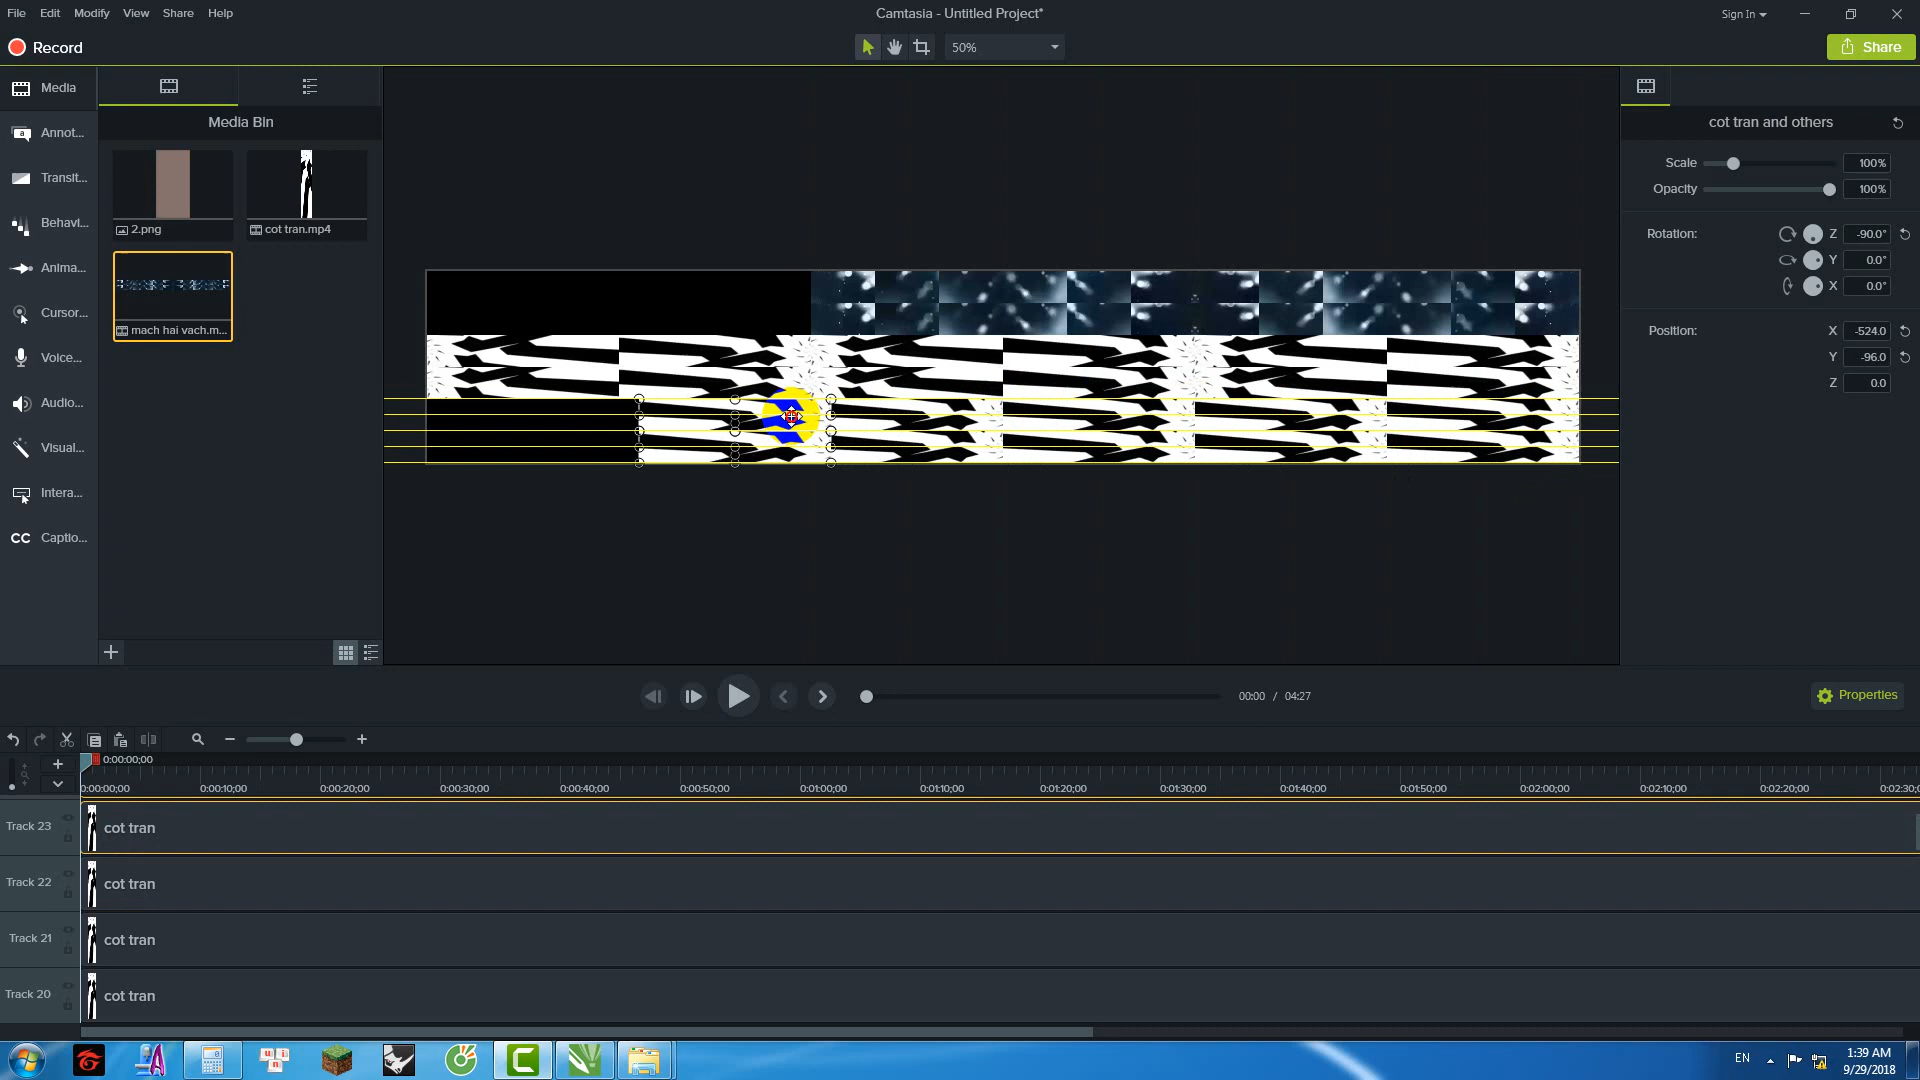 File Edit Modify View Share Help
Camtasia - Untitled Project*
Sign In
Record
50%
Share
Media
Annot...
Transit...
Behavi...
Anima...
Cursor...
Voice...
Audio...
Visual...
Intera...
CC Captio...
Media Bin
2.png
cot tran.mp4
mach hai vach.m...
cot tran and others
Scale 100%
Opacity 100%
Rotation: Z -90.0°
Y 0.0°
X 0.0°
Position: X -524.0
Y -96.0
Z 0.0
00:00 / 04:27
Properties
0:00:00;00
0:00:00;00 0:00:10;00 0:00:20;00 0:00:30;00 0:00:40;00 0:00:50;00 0:01:00;00 0:01:10;00 0:01:20;00 0:01:30;00 0:01:40;00 0:01:50;00 0:02:00;00 0:02:10;00 0:02:20;00 0:02:30;0
Track 23 cot tran
Track 22 cot tran
Track 21 cot tran
Track 20 cot tran
EN
1:39 AM
9/29/2018